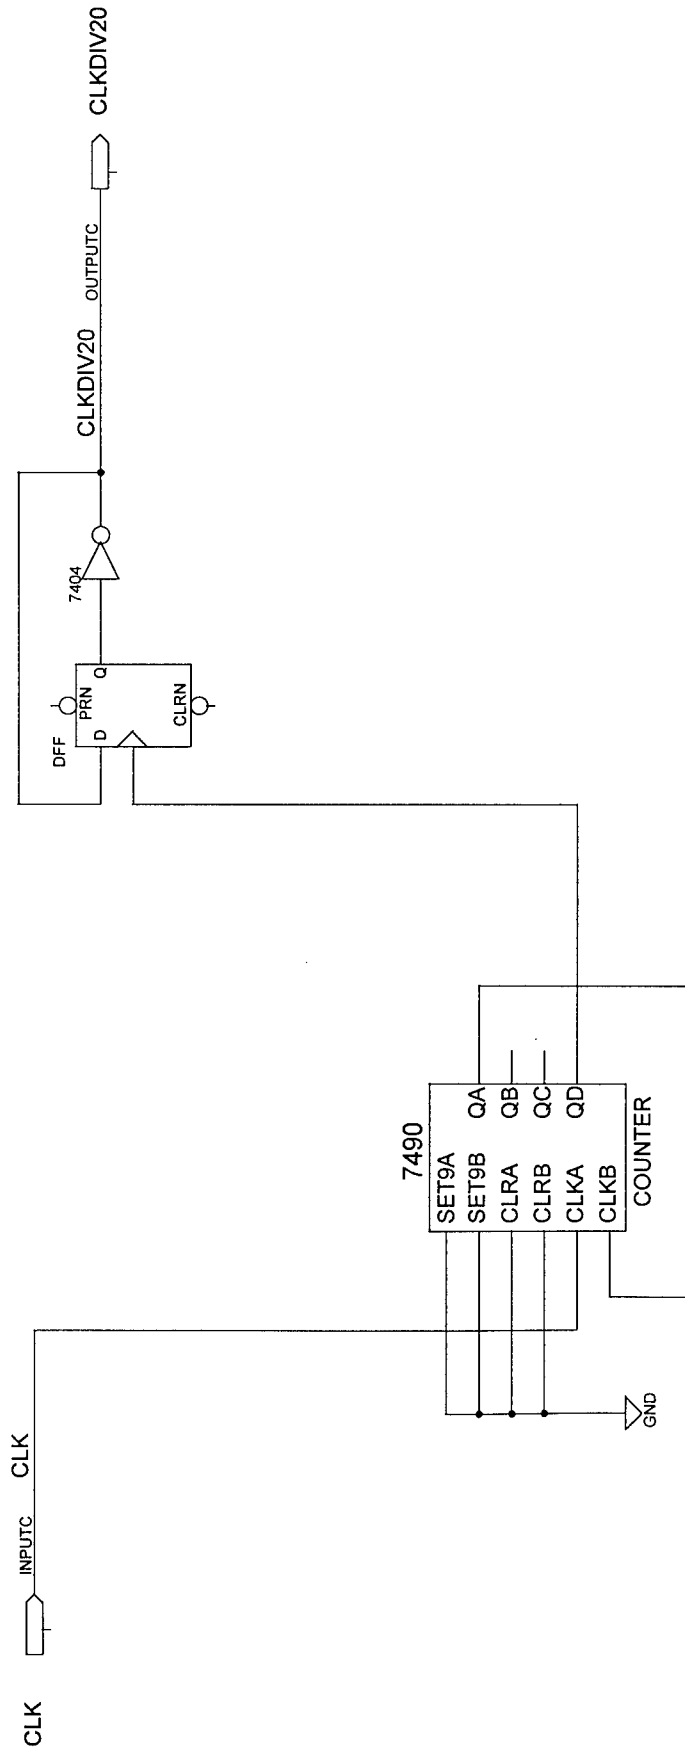 CLK
INPUTC
CLK
GND
7490
SET9A
SET9B
CLRA
CLRB
CLKA
CLKB
QA
QB
QC
QD
COUNTER
DFF
PRN
D
Q
CLRN
7404
CLKDIV20
OUTPUTC
CLKDIV20